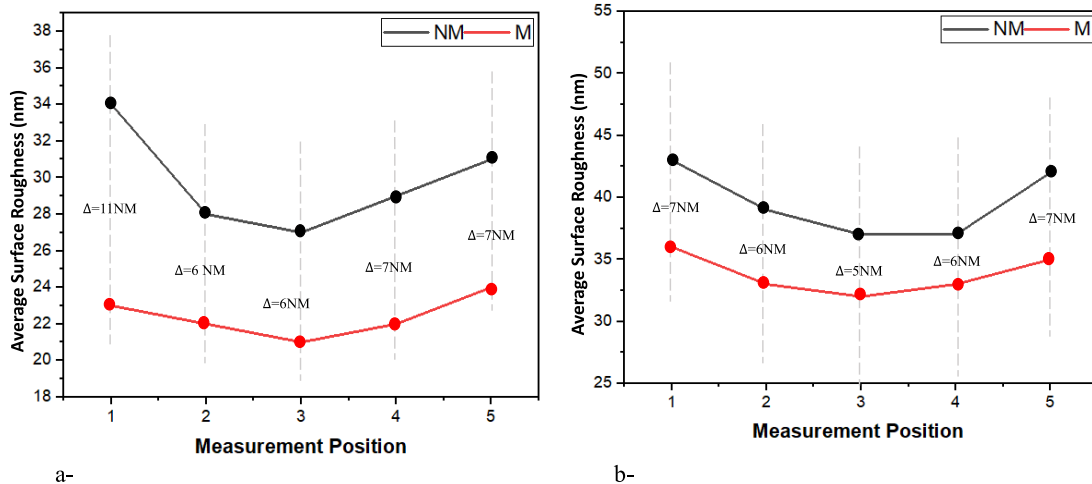 NM M
Average Surface Roughness (nm)
38
36
34
32
30
28
26
24
22
20
18
Δ=11NM
Δ=6 NM
Δ=6NM
Δ=7NM
Δ=7NM
1 2 3 4 5
Measurement Position
a-
NM M
Average Surface Roughness (nm)
55
50
45
40
35
30
25
Δ=7NM
Δ=6NM
Δ=5NM
Δ=6NM
Δ=7NM
1 2 3 4 5
Measurement Position
b-